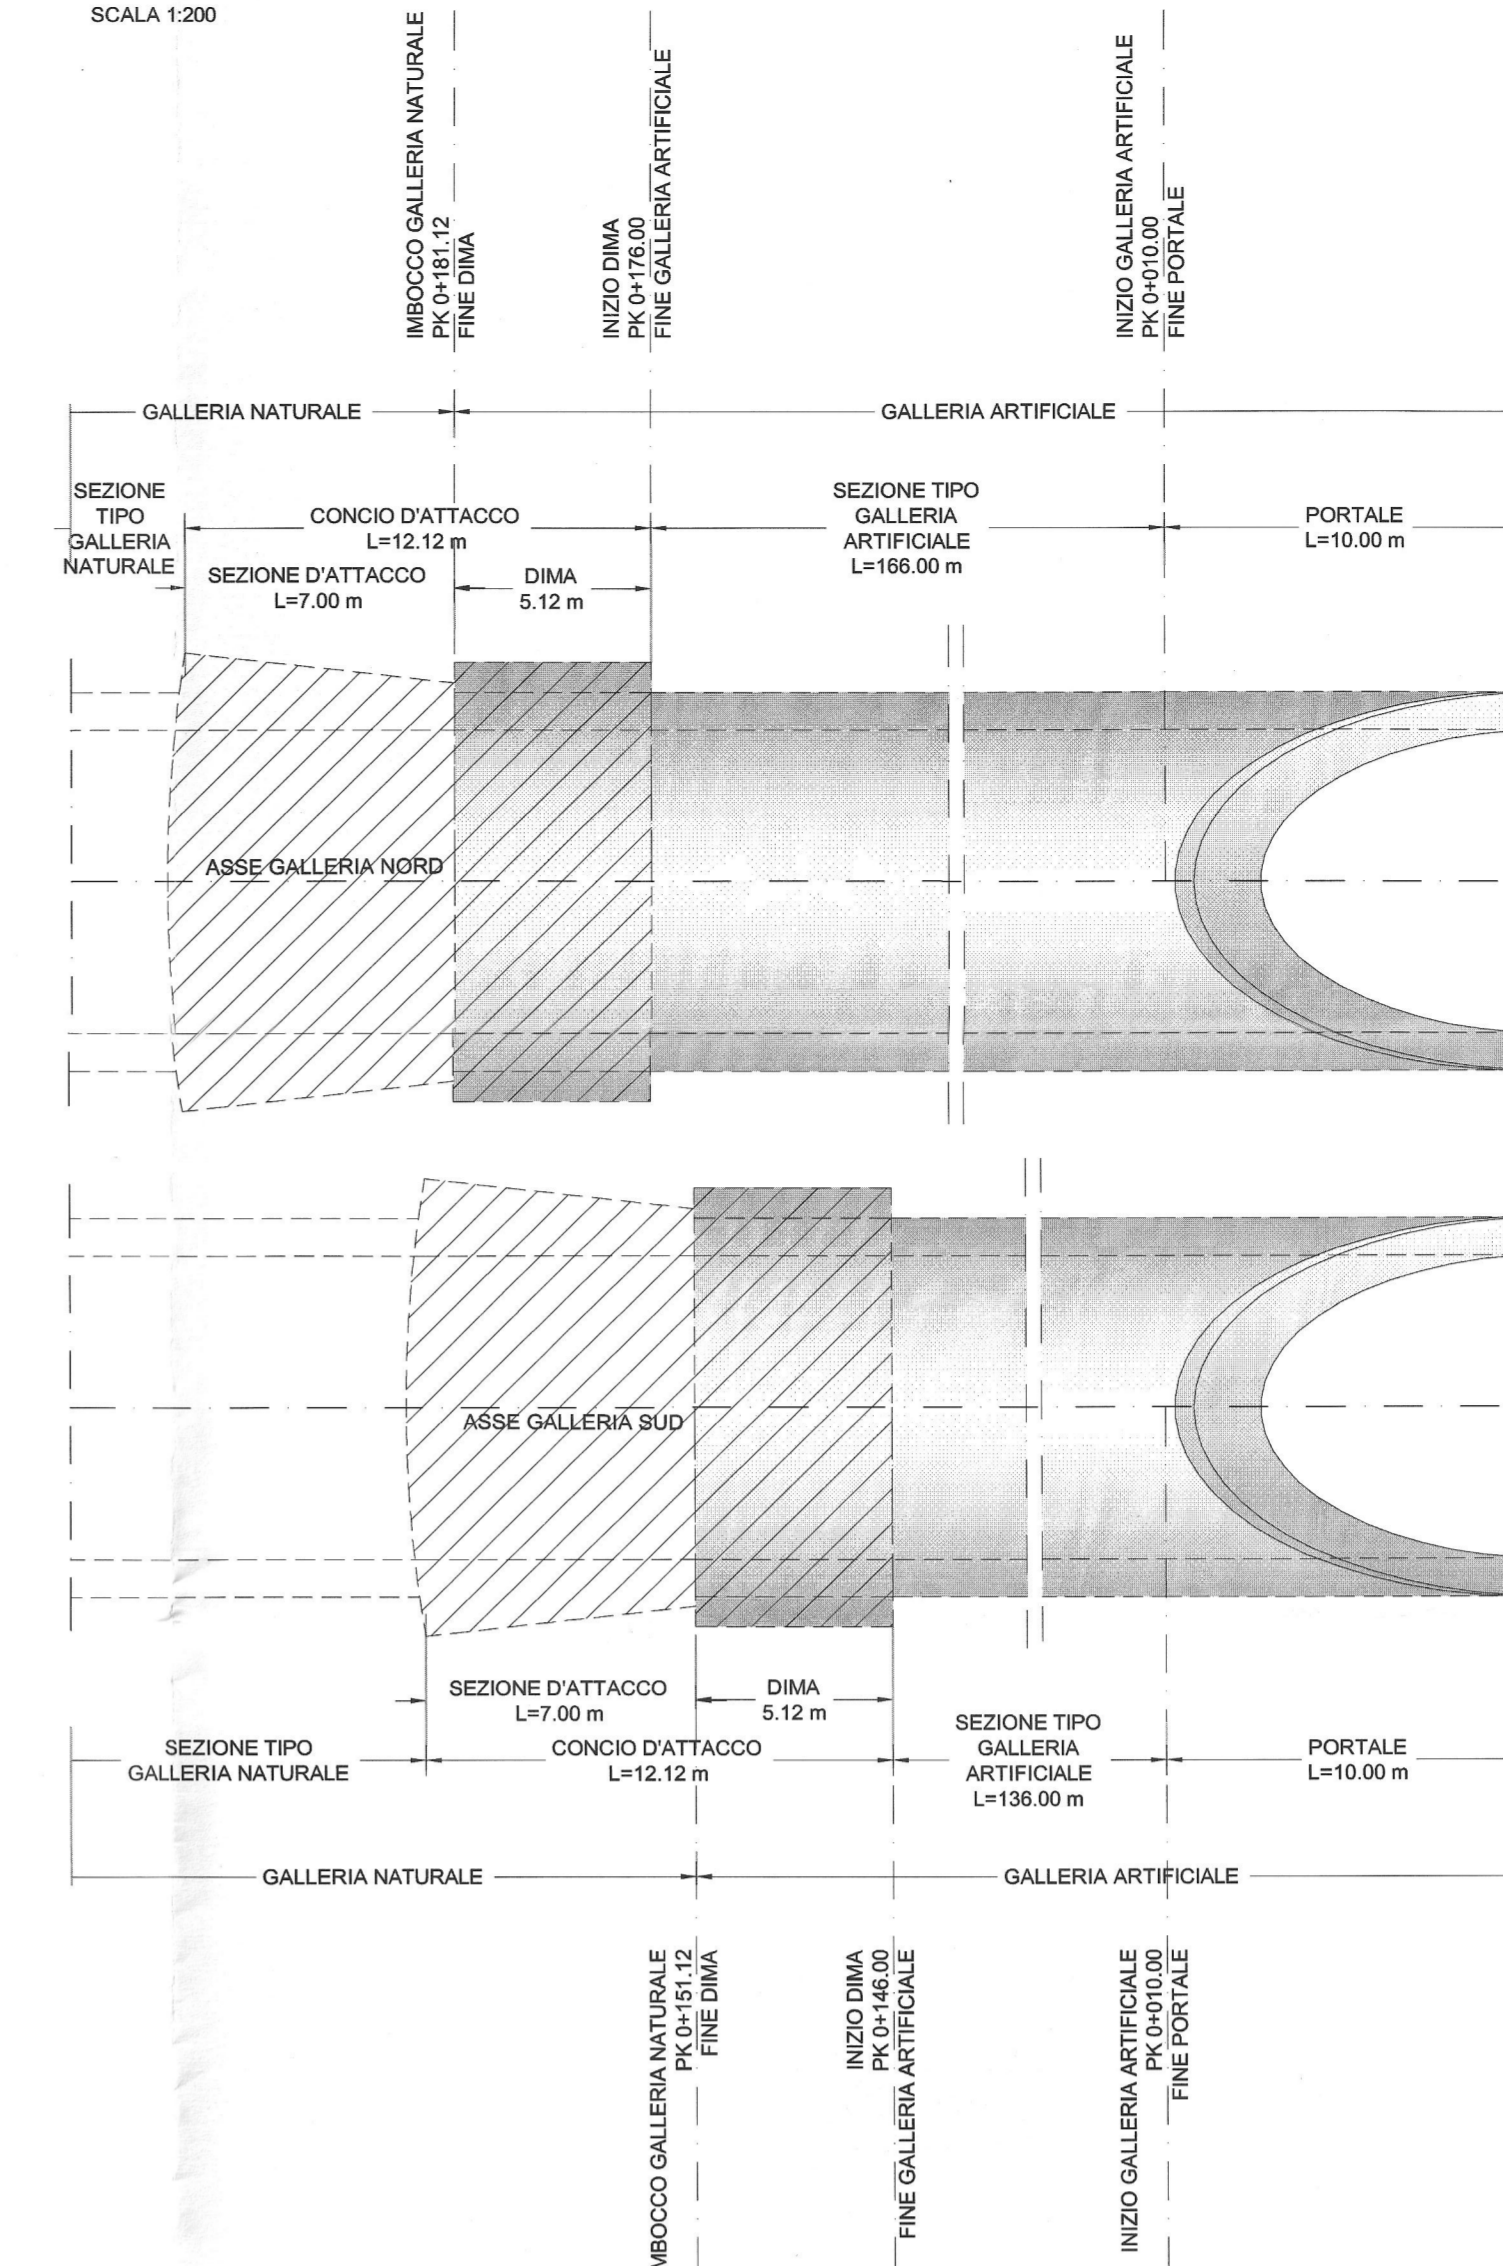 SCALA 1:200
IMBOCCO GALLERIA NATURALE
PK 0+181.12
FINE DIMA
INIZIO DIMA
PK 0+176.00
FINE GALLERIA ARTIFICIALE
INIZIO GALLERIA ARTIFICIALE
PK 0+010.00
FINE PORTALE
GALLERIA NATURALE
GALLERIA ARTIFICIALE
SEZIONE
TIPO
GALLERIA
NATURALE
CONCIO D'ATTACCO
L=12.12 m
SEZIONE TIPO
GALLERIA
ARTIFICIALE
L=166.00 m
PORTALE
L=10.00 m
SEZIONE D'ATTACCO
L=7.00 m
DIMA
5.12 m
ASSE GALLERIA NORD
ASSE GALLERIA SUD
SEZIONE D'ATTACCO
L=7.00 m
DIMA
5.12 m
SEZIONE TIPO
GALLERIA NATURALE
CONCIO D'ATTACCO
L=12.12 m
SEZIONE TIPO
GALLERIA
ARTIFICIALE
L=136.00 m
PORTALE
L=10.00 m
GALLERIA NATURALE
GALLERIA ARTIFICIALE
MBOCCO GALLERIA NATURALE
PK 0+151.12
FINE DIMA
INIZIO DIMA
PK 0+146.00
FINE GALLERIA ARTIFICIALE
INIZIO GALLERIA ARTIFICIALE
PK 0+010.00
FINE PORTALE